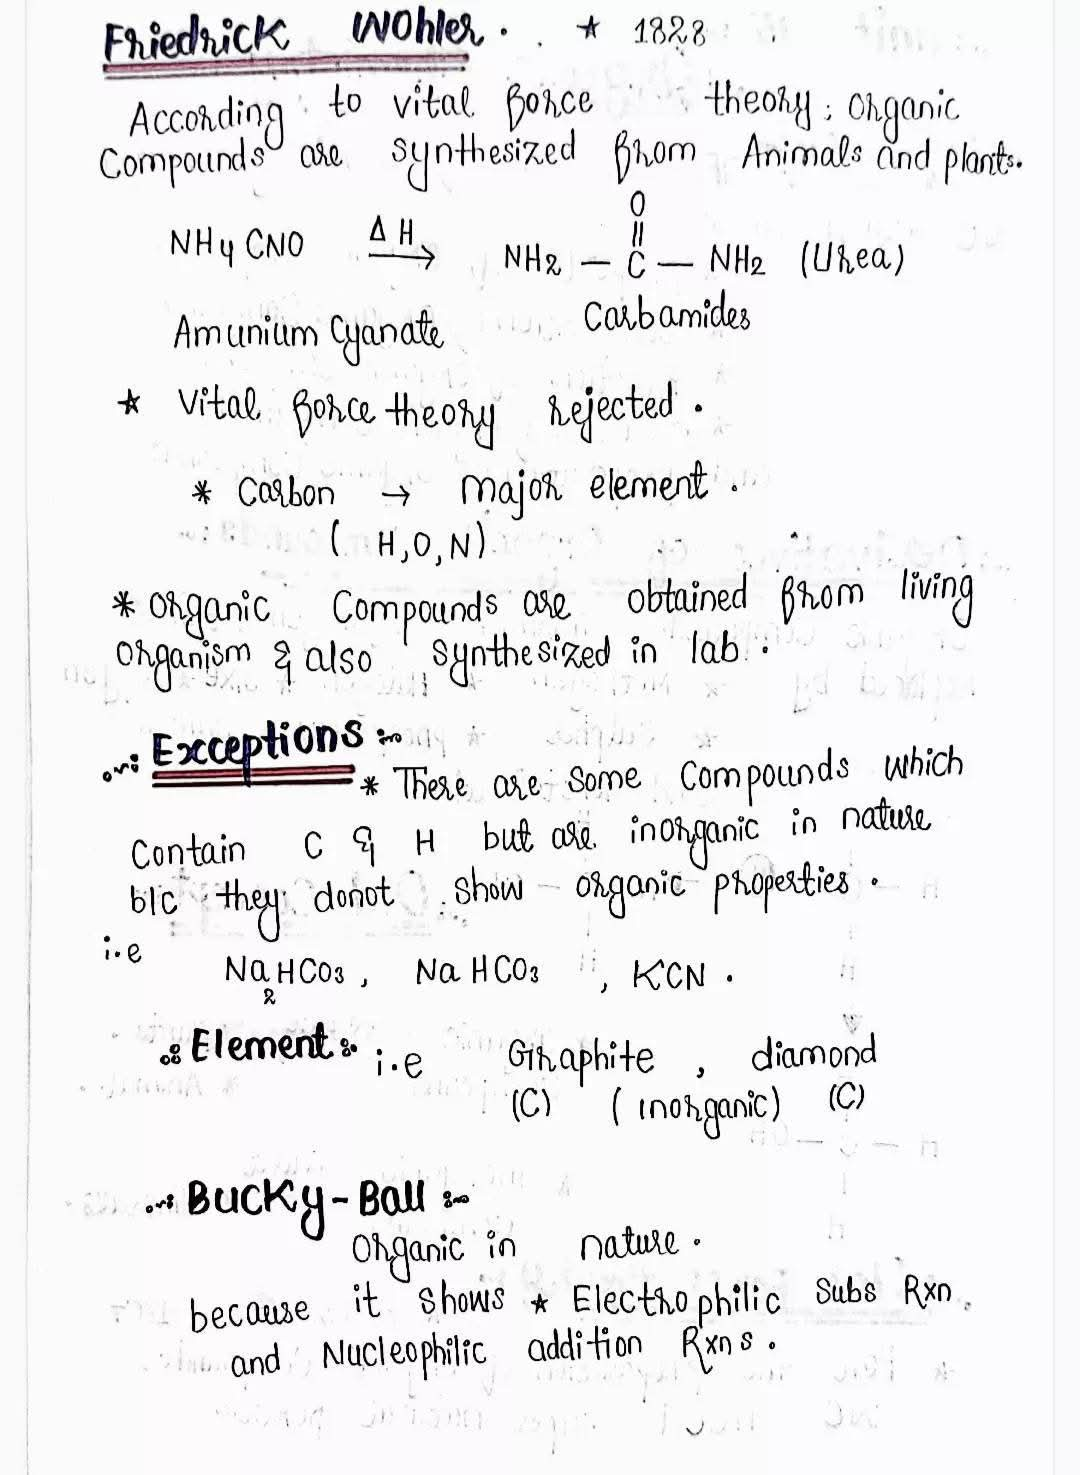 Friedrick Wohler. * 1828
According to vital force theory; organic
Compounds are synthesized from Animals and plants.
O
NH4 CNO ΔH → NH2 – C – NH2 (Urea)
Amunium Cyanate Carbamides
* Vital force theory rejected.
* Carbon → major element.
(H,O,N)
* Organic Compounds are obtained from living
organism & also synthesized in lab.
Exceptions:~
* There are some Compounds which
Contain C & H but are inorganic in nature
b/c they donot show organic properties.
i.e
Na2HCO3, NaHCO3, KCN.
Element:. i.e Graphite, diamond
(C) (inorganic) (C)
Bucky-Ball:~
Organic in nature.
because it shows * Electrophilic Subs Rxn,
and Nucleophilic addition Rxns.